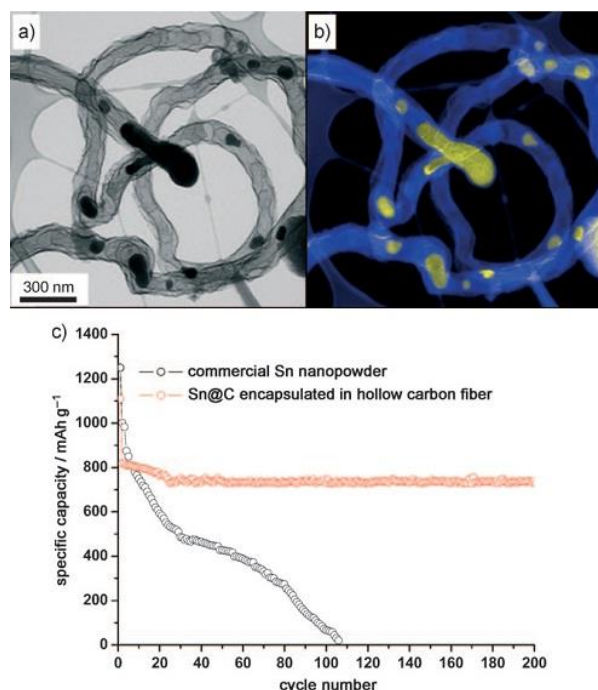 a)
b)
300 nm
c)
commercial Sn nanopowder
Sn@C encapsulated in hollow carbon fiber
specific capacity / mAh g⁻¹
1400
1200
1000
800
600
400
200
0
0 20 40 60 80 100 120 140 160 180 200
cycle number